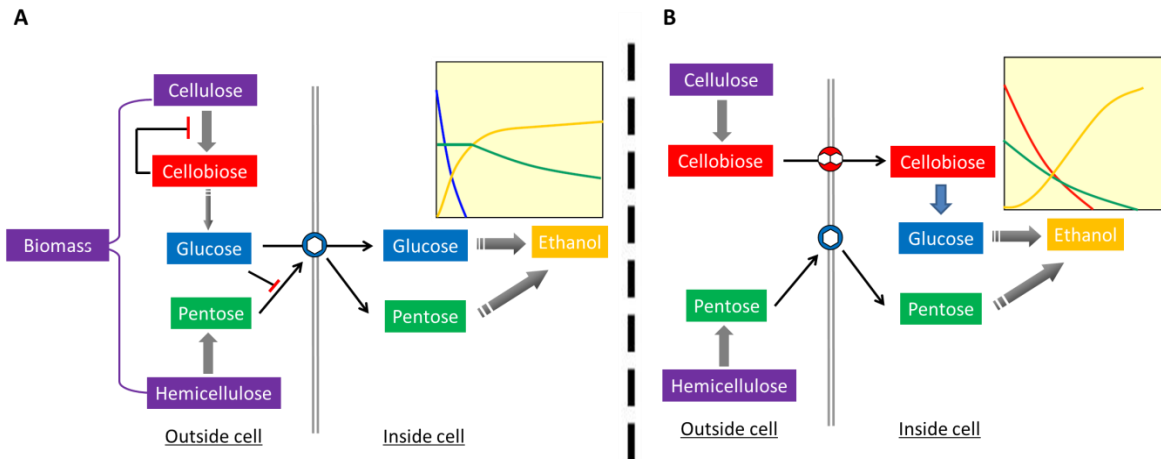 A
Cellulose
Cellobiose
Biomass
Glucose
Glucose
Ethanol
Pentose
Pentose
Hemicellulose
Outside cell
Inside cell
B
Cellulose
Cellobiose
Cellobiose
Glucose
Ethanol
Pentose
Pentose
Hemicellulose
Outside cell
Inside cell